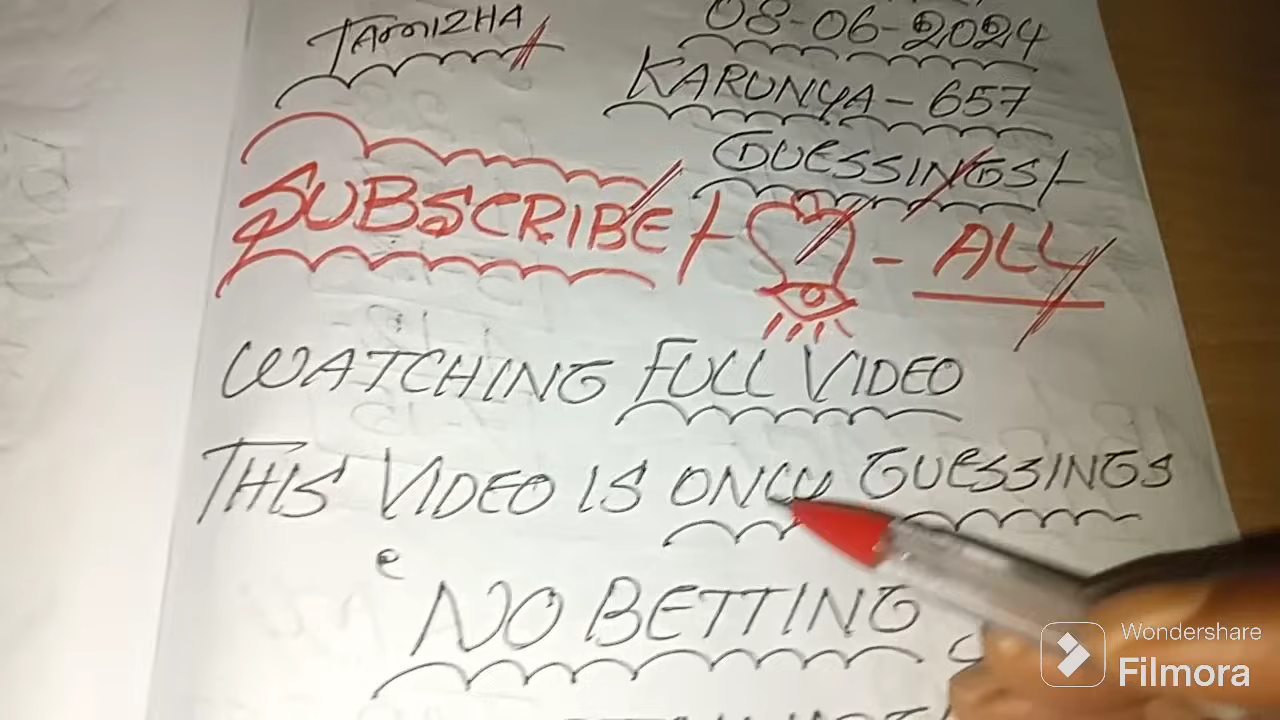 TAMIZHA
08-06-2024
KARUNYA - 657
GUESSINGS/-
SUBSCRIBE/- - ALL
WATCHING FULL VIDEO
THIS VIDEO IS ONLY GUESSINGS
e
NO BETTING
Wondershare
Filmora